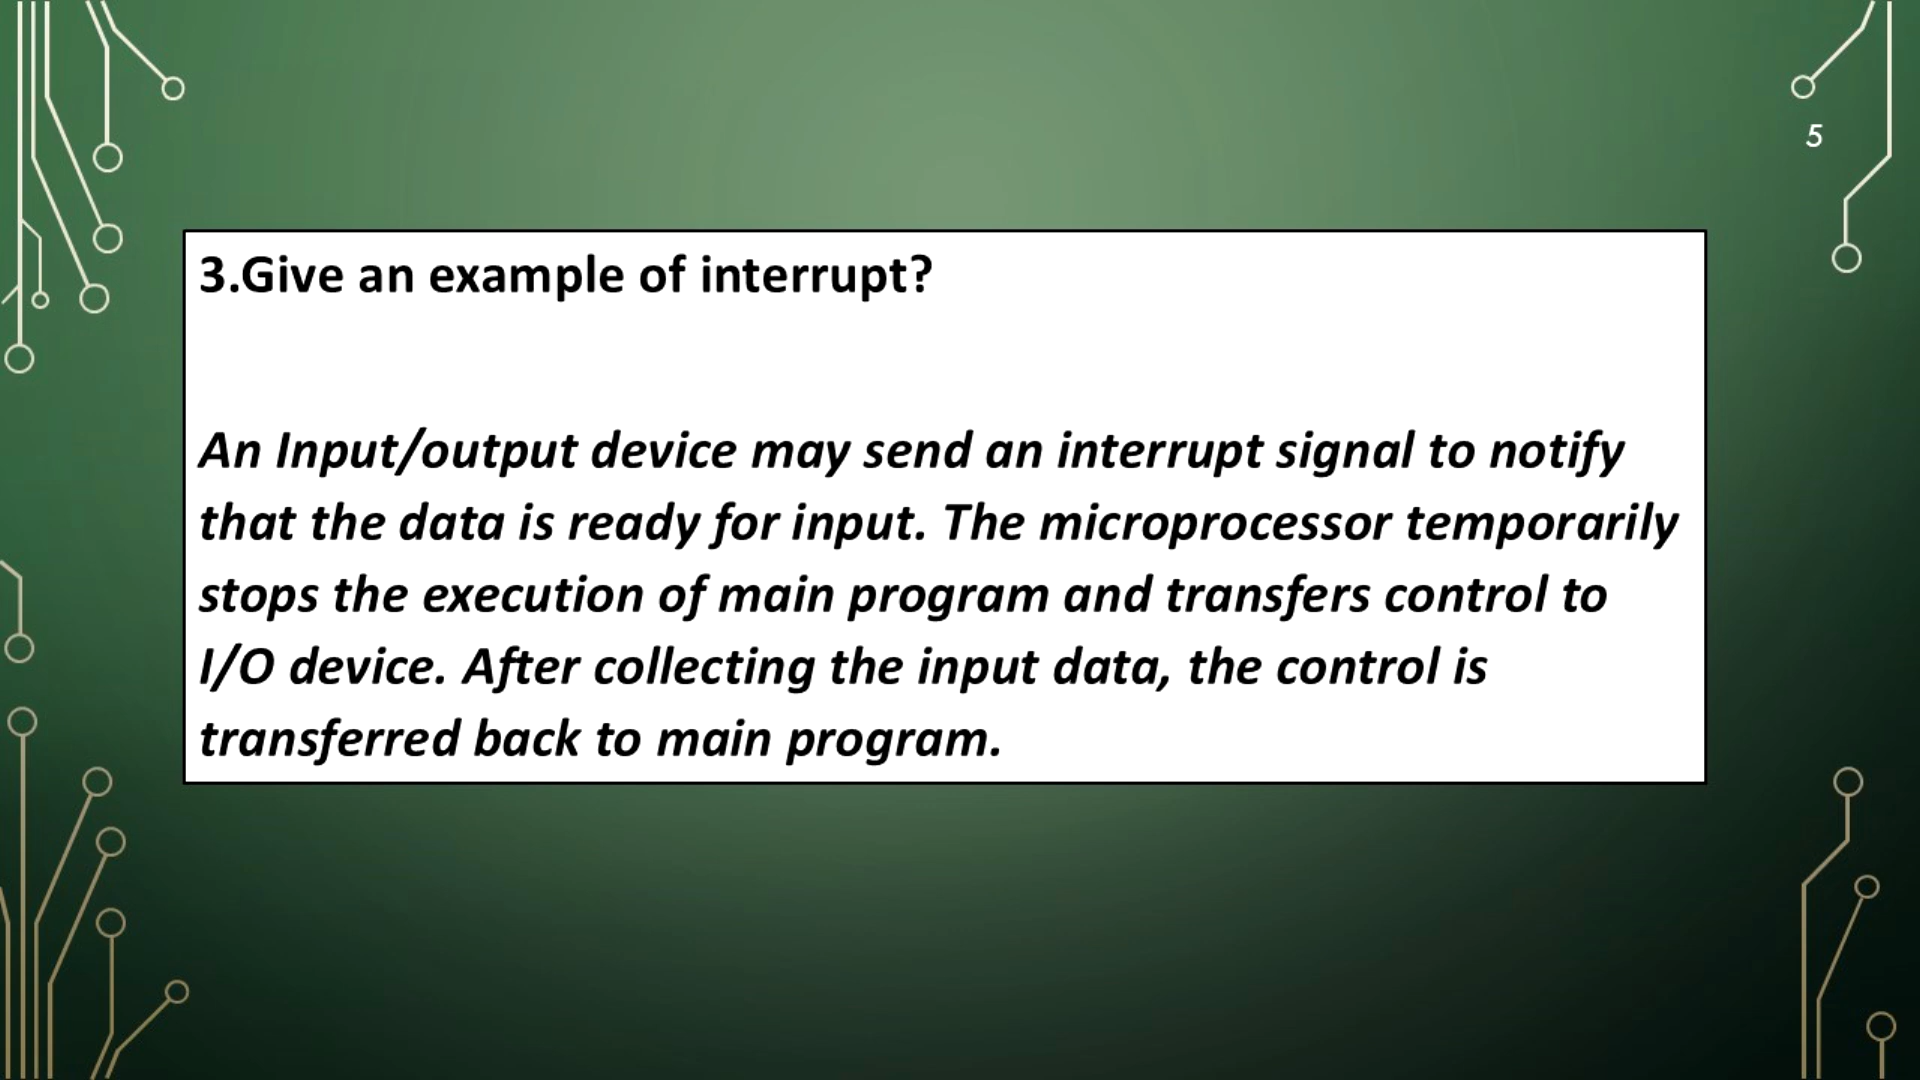 5
3.Give an example of interrupt?
An Input/output device may send an interrupt signal to notify
that the data is ready for input. The microprocessor temporarily
stops the execution of main program and transfers control to
I/O device. After collecting the input data, the control is
transferred back to main program.